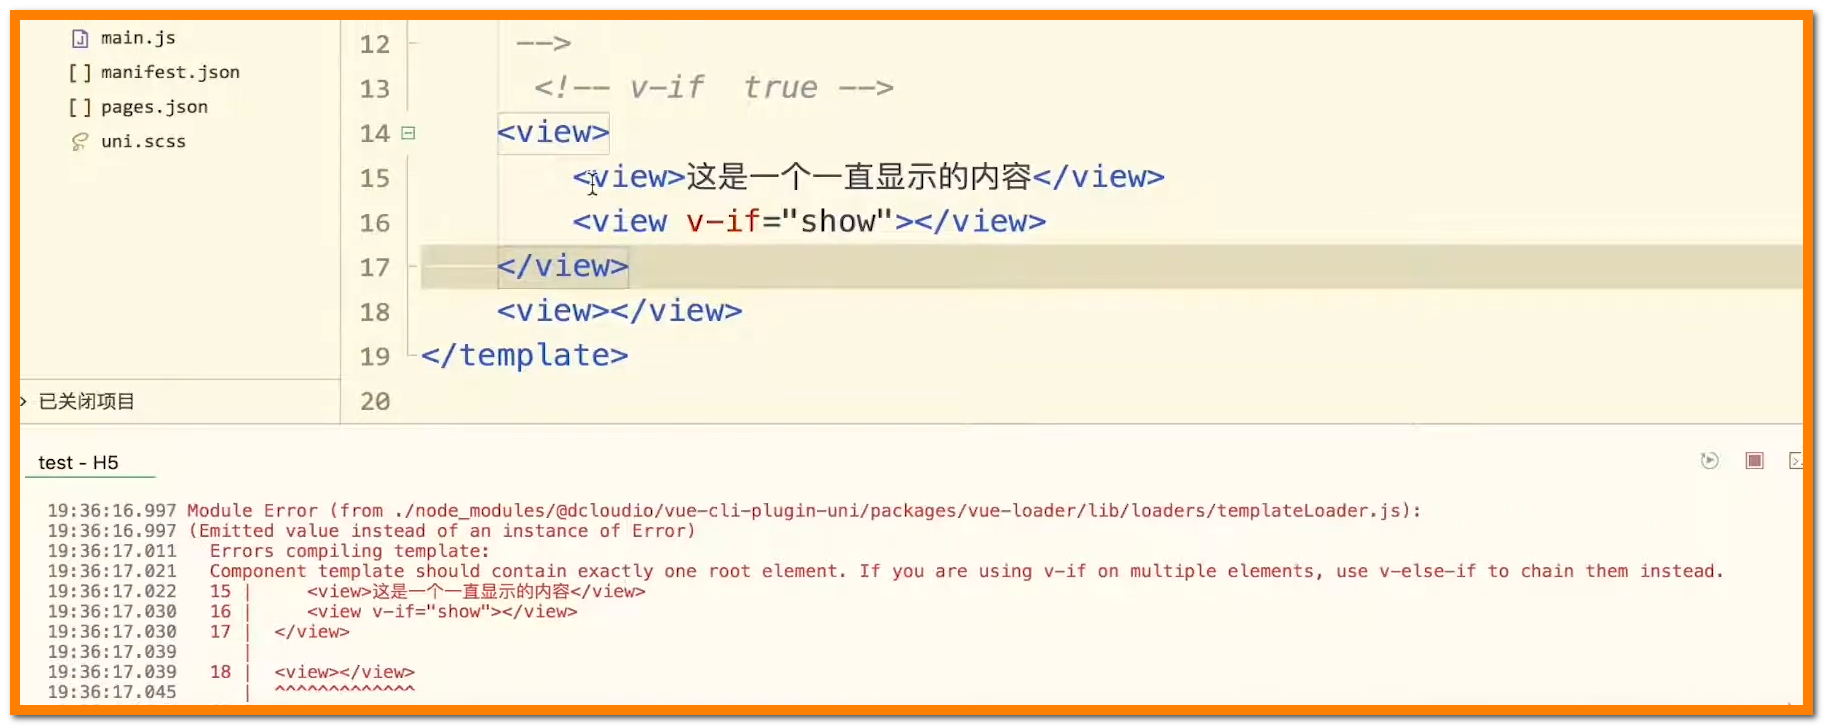 main.js
[ ] manifest.json
[ ] pages.json
uni.scss
已关闭项目
12 -->
13 <!-- v-if  true -->
14 <view>
15 <view>这是一个一直显示的内容</view>
16 <view v-if="show"></view>
17 </view>
18 <view></view>
19 </template>
20
test - H5
19:36:16.997 Module Error (from ./node_modules/@dcloudio/vue-cli-plugin-uni/packages/vue-loader/lib/loaders/templateLoader.js):
19:36:16.997 (Emitted value instead of an instance of Error)
19:36:17.011 Errors compiling template:
19:36:17.021 Component template should contain exactly one root element. If you are using v-if on multiple elements, use v-else-if to chain them instead.
19:36:17.022 15 | <view>这是一个一直显示的内容</view>
19:36:17.030 16 | <view v-if="show"></view>
19:36:17.030 17 | </view>
19:36:17.039 |
19:36:17.039 18 | <view></view>
19:36:17.045 | ^^^^^^^^^^^^^